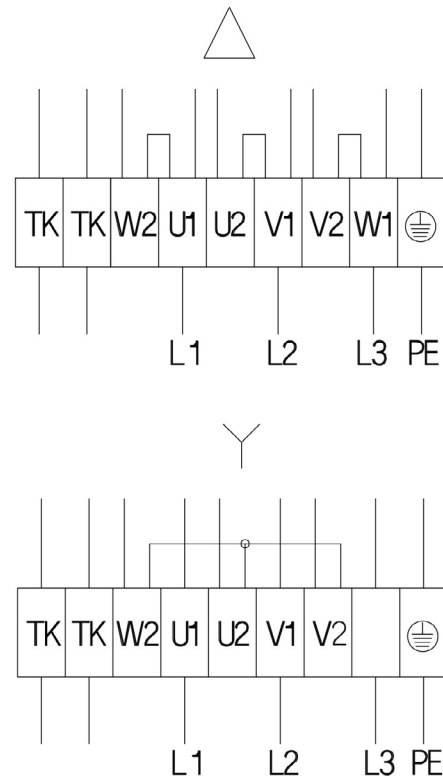 TK TK W2 U1 U2 V1 V2 W1
L1 L2 L3 PE
TK TK W2 U1 U2 V1 V2
L1 L2 L3 PE